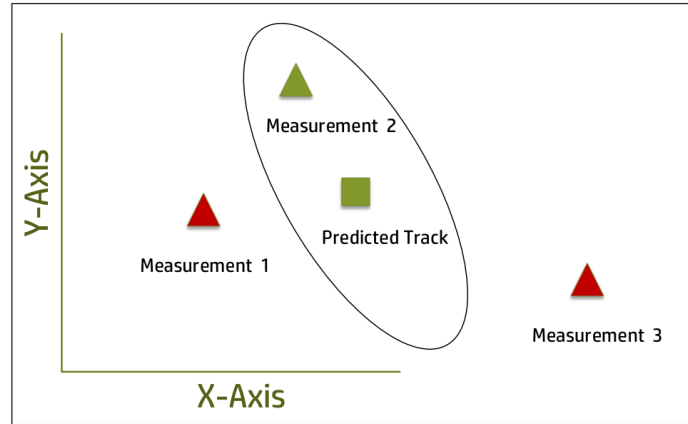 Measurement 2
Y-Axis
Predicted Track
Measurement 1
Measurement 3
X-Axis